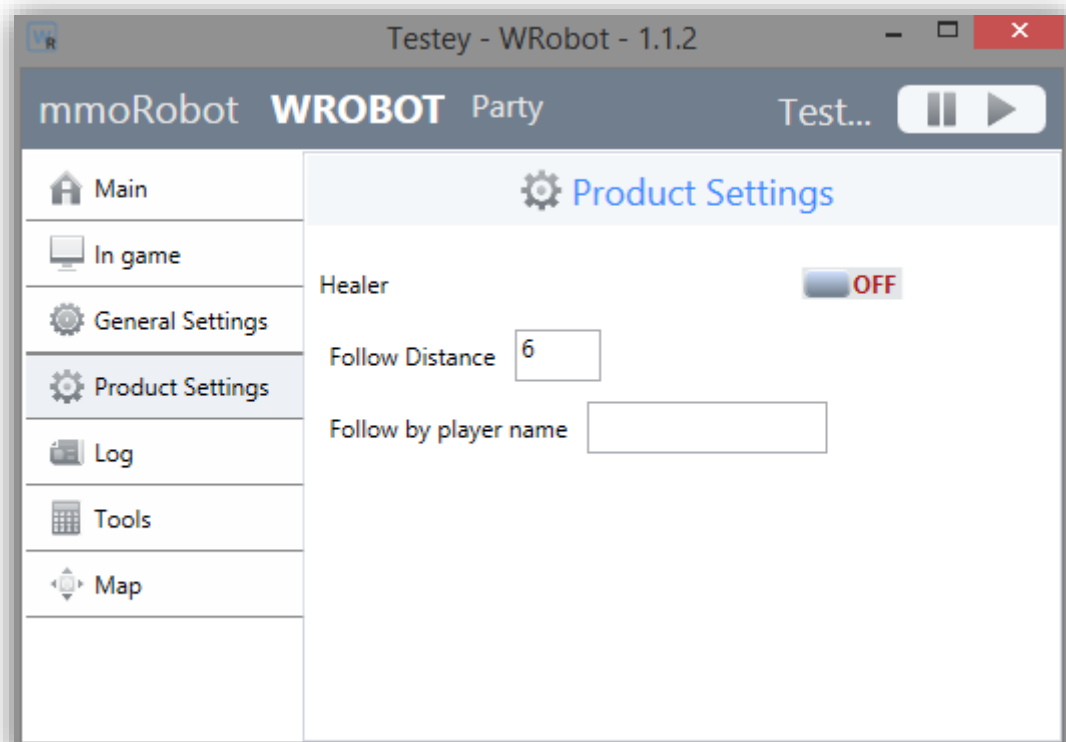 Testey - WRobot - 1.1.2
mmoRobot WROBOT Party Test...
Main
In game
General Settings
Product Settings
Log
Tools
Map
Product Settings
Healer OFF
Follow Distance 6
Follow by player name